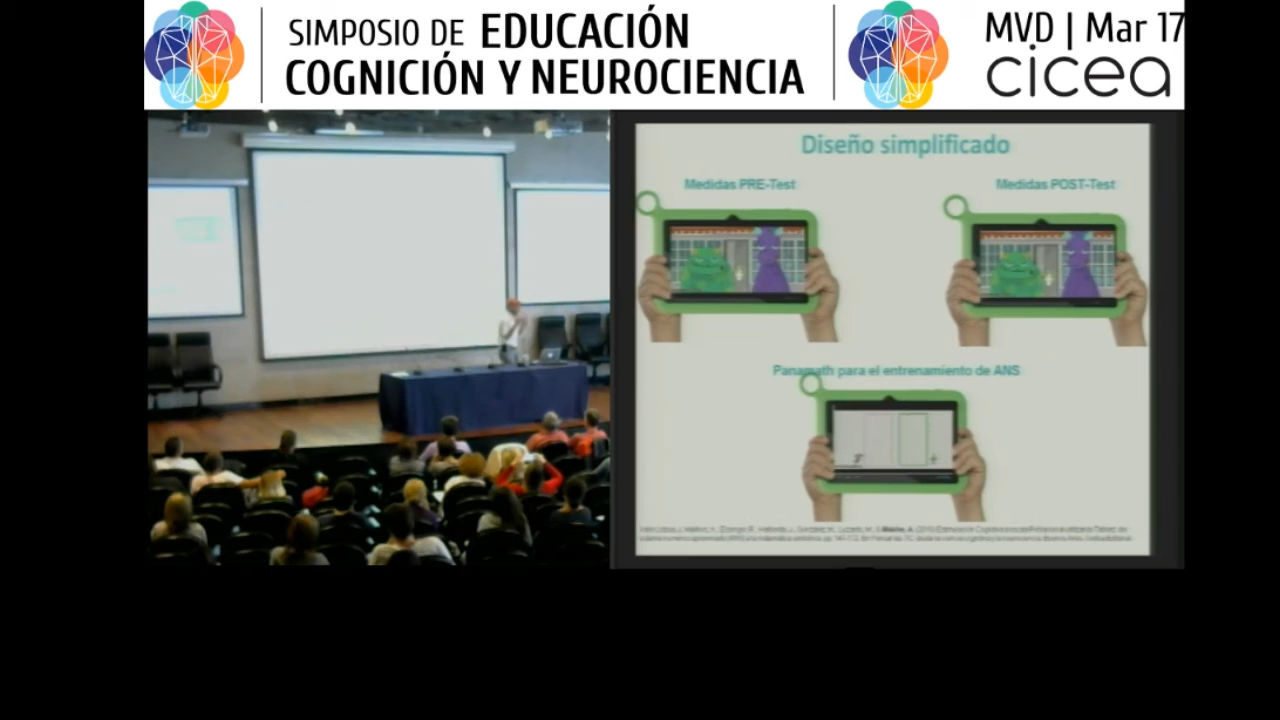 SIMPOSIO DE EDUCACIÓN
COGNICIÓN Y NEUROCIENCIA
MVD | Mar 17
cicea
Diseño simplificado
Medidas PRE-Test
Medidas POST-Test
Panamath para el entrenamiento de ANS